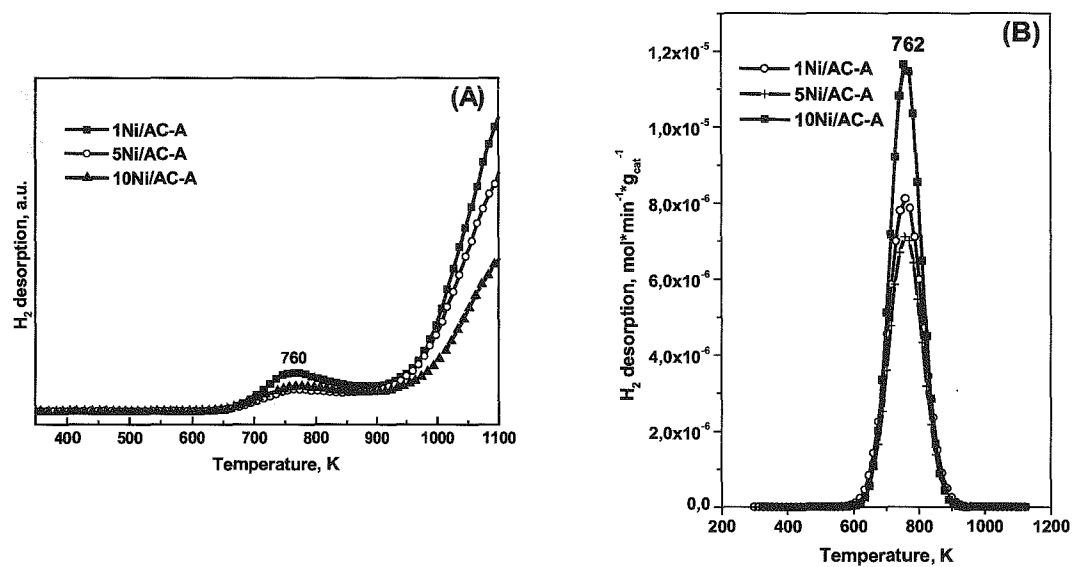 (A)
1Ni/AC-A
5Ni/AC-A
10Ni/AC-A
760
H₂ desorption, a.u.
400 500 600 700 800 900 1000 1100
Temperature, K
(B)
762
1Ni/AC-A
5Ni/AC-A
10Ni/AC-A
H₂ desorption, mol*min⁻¹*g_cat⁻¹
1,2x10⁻⁵
1,0x10⁻⁵
8,0x10⁻⁶
6,0x10⁻⁶
4,0x10⁻⁶
2,0x10⁻⁶
0,0
200 400 600 800 1000 1200
Temperature, K